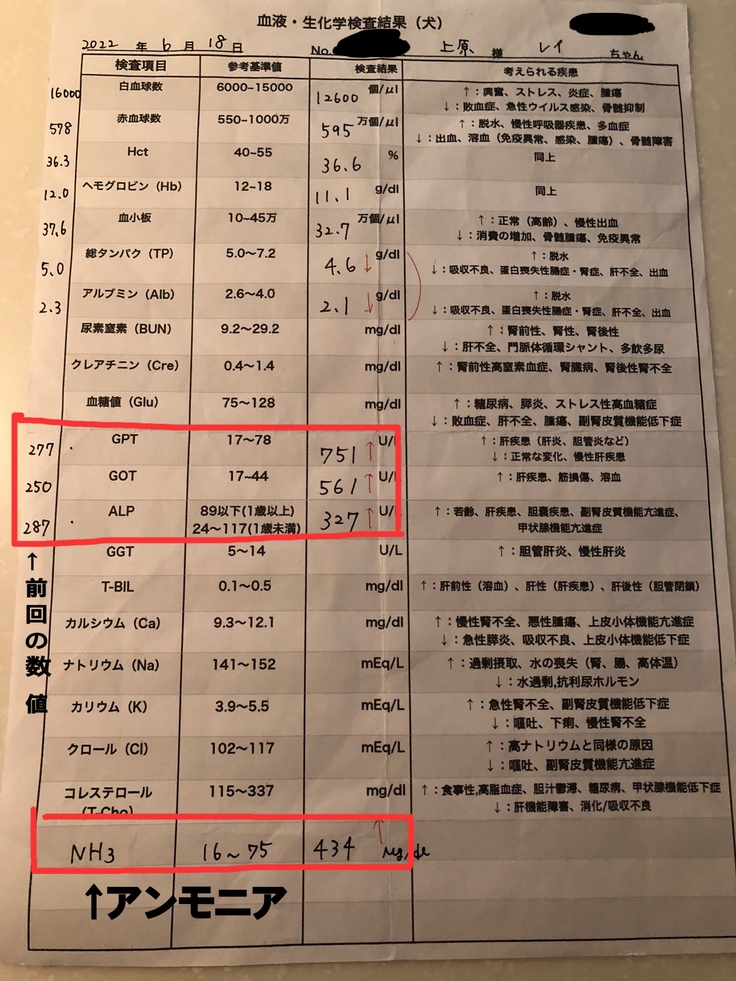 血液・生化学検査結果（犬）
2022 年 6 月 18 日 No. 上原 様 レイ ちゃん
検査項目 参考基準値 検査結果 考えられる疾患
16000 白血球数 6000~15000 12600 個/μl ↑：興奮、ストレス、炎症、腫瘍
↓：敗血症、急性ウイルス感染、骨髄抑制
578 赤血球数 550~1000万 595 万個/μl ↑：脱水、慢性呼吸器疾患、多血症
↓：出血、溶血（免疫異常、感染、腫瘍）、骨髄障害
36.3 Hct 40~55 36.6 % 同上
12.0 ヘモグロビン（Hb） 12~18 11.1 g/dl 同上
37.6 血小板 10~45万 32.7 万個/μl ↑：正常（高齢）、慢性出血
↓：消費の増加、骨髄腫瘍、免疫異常
5.0 総タンパク（TP） 5.0～7.2 4.6 ↓ g/dl ↑：脱水
↓：吸収不良、蛋白喪失性腸症・腎症、肝不全、出血
2.3 アルブミン（Alb） 2.6～4.0 2.1 ↓ g/dl ↑：脱水
↓：吸収不良、蛋白喪失性腸症・腎症、肝不全、出血
尿素窒素（BUN） 9.2～29.2 mg/dl ↑：腎前性、腎性、腎後性
↓：肝不全、門脈体循環シャント、多飲多尿
クレアチニン（Cre） 0.4～1.4 mg/dl ↑：腎前性高窒素血症、腎臓病、腎後性腎不全
血糖値（Glu） 75～128 mg/dl ↑：糖尿病、膵炎、ストレス性高血糖症
↓：敗血症、肝不全、腫瘍、副腎皮質機能低下症
277 GPT 17～78 751 ↑ U/L ↑：肝疾患（肝炎、胆管炎など）
↓：正常な変化、慢性肝疾患
250 GOT 17~44 561 ↑ U/L ↑：肝疾患、筋損傷、溶血
287 ALP 89以下(1歳以上) 327 ↑ U/L ↑：若齢、肝疾患、胆嚢疾患、副腎皮質機能亢進症、
24～117(1歳未満) 甲状腺機能亢進症
↑前回の数値
GGT 5～14 U/L ↑：胆管肝炎、慢性肝炎
T-BIL 0.1～0.5 mg/dl ↑：肝前性（溶血）、肝性（肝疾患）、肝後性（胆管閉鎖）
カルシウム（Ca） 9.3～12.1 mg/dl ↑：慢性腎不全、悪性腫瘍、上皮小体機能亢進症
↓：急性膵炎、吸収不良、上皮小体機能低下症
ナトリウム（Na） 141～152 mEq/L ↑：過剰摂取、水の喪失（腎、腸、高体温）
↓：水過剰,抗利尿ホルモン
カリウム（K） 3.9～5.5 mEq/L ↑：急性腎不全、副腎皮質機能低下症
↓：嘔吐、下痢、慢性腎不全
クロール（Cl） 102～117 mEq/L ↑：高ナトリウムと同様の原因
↓：嘔吐、副腎皮質機能亢進症
コレステロール 115～337 mg/dl ↑：食事性,高脂血症、胆汁鬱滞、糖尿病、甲状腺機能低下症
（T-Cho） ↓：肝機能障害、消化/吸収不良
NH3 16～75 434 ↑ μg/dl
↑アンモニア